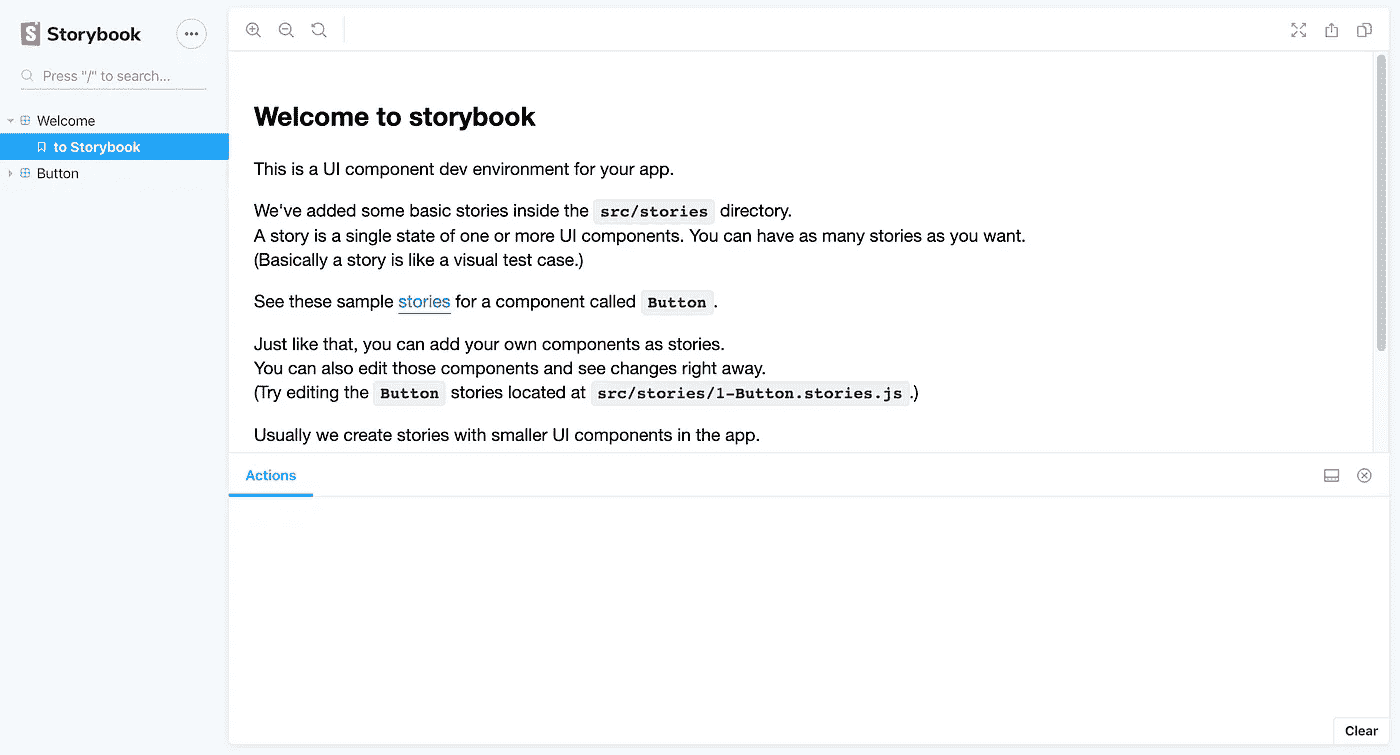 Storybook
Press "/" to search...
Welcome
to Storybook
Button
Welcome to storybook
This is a UI component dev environment for your app.
We've added some basic stories inside the src/stories directory.
A story is a single state of one or more UI components. You can have as many stories as you want.
(Basically a story is like a visual test case.)
See these sample stories for a component called Button.
Just like that, you can add your own components as stories.
You can also edit those components and see changes right away.
(Try editing the Button stories located at src/stories/1-Button.stories.js.)
Usually we create stories with smaller UI components in the app.
Actions
Clear